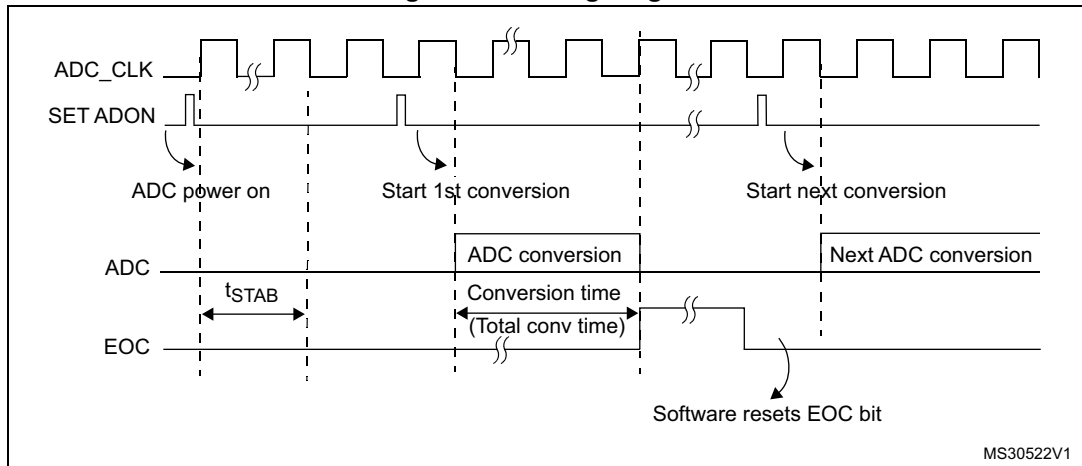 ADC_CLK
SET ADON
ADC power on
Start 1st conversion
Start next conversion
ADC
ADC conversion
Next ADC conversion
tSTAB
Conversion time
(Total conv time)
EOC
Software resets EOC bit
MS30522V1